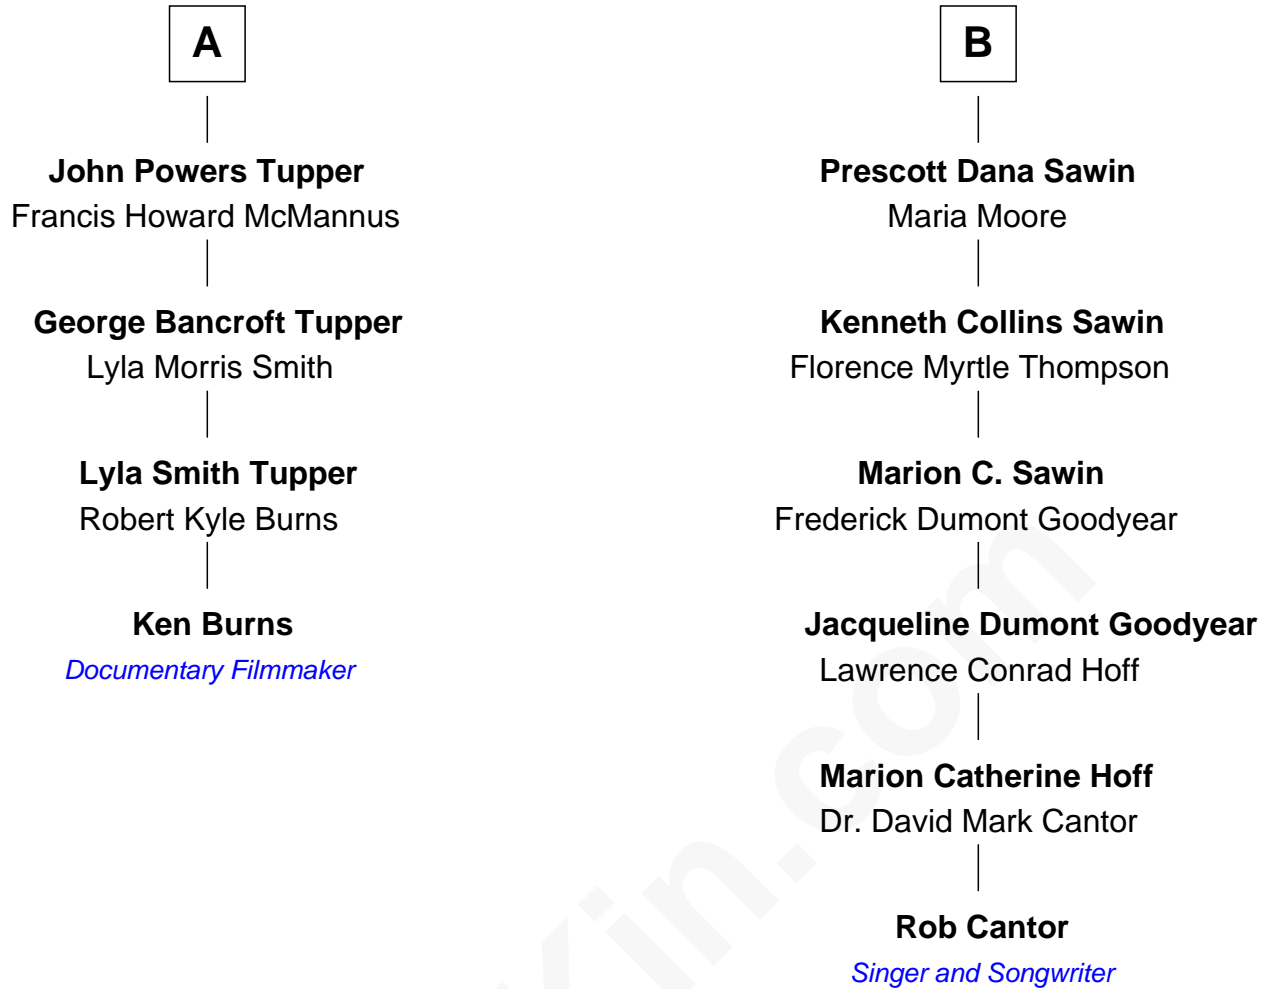 A
John Powers Tupper
Francis Howard McMannus
George Bancroft Tupper
Lyla Morris Smith
Lyla Smith Tupper
Robert Kyle Burns
Ken Burns
Documentary Filmmaker
B
Prescott Dana Sawin
Maria Moore
Kenneth Collins Sawin
Florence Myrtle Thompson
Marion C. Sawin
Frederick Dumont Goodyear
Jacqueline Dumont Goodyear
Lawrence Conrad Hoff
Marion Catherine Hoff
Dr. David Mark Cantor
Rob Cantor
Singer and Songwriter
Kin.com